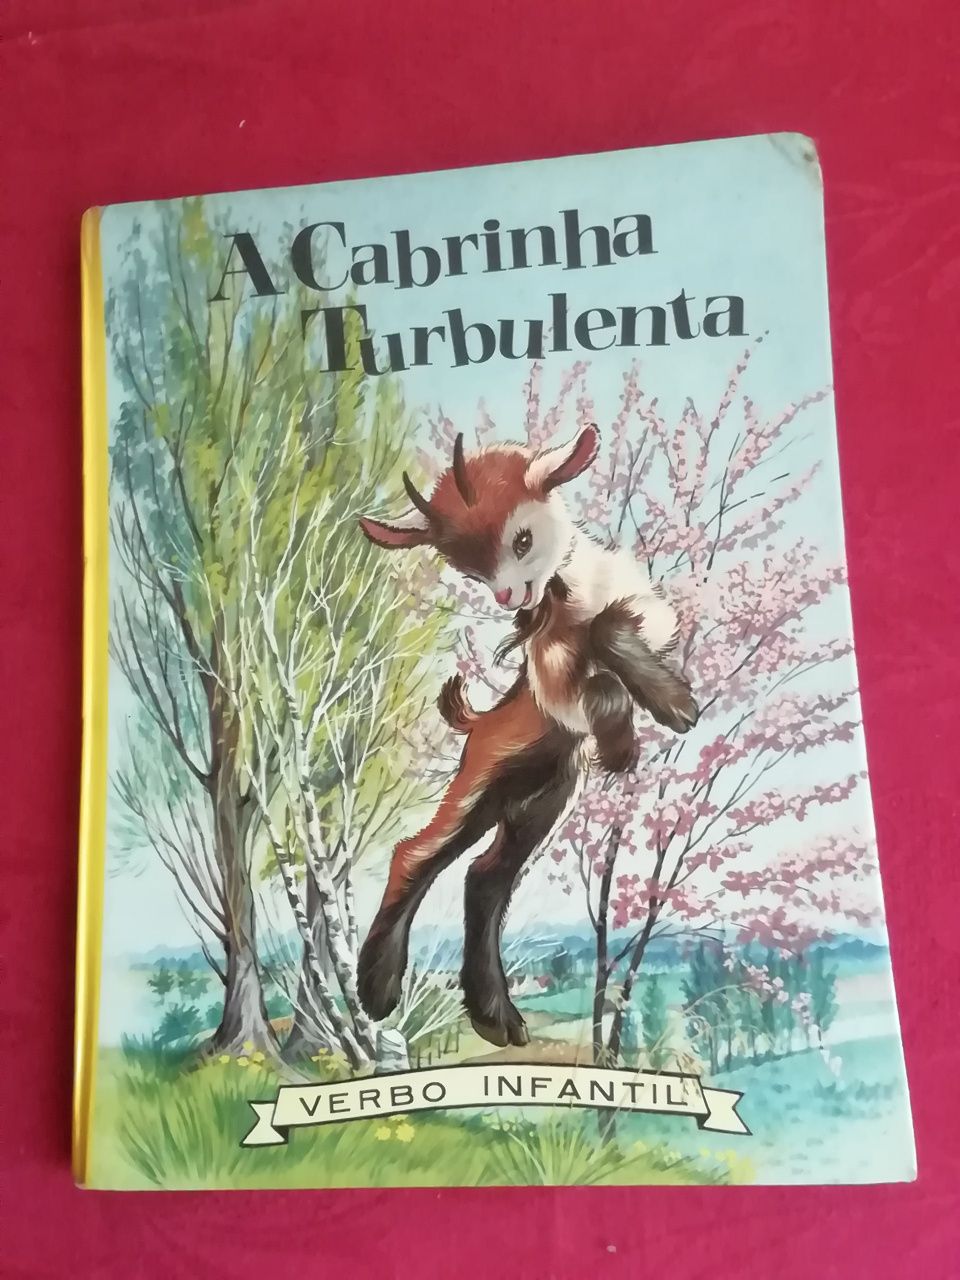 A Cabrinha
Turbulenta
VERBO INFANTIL